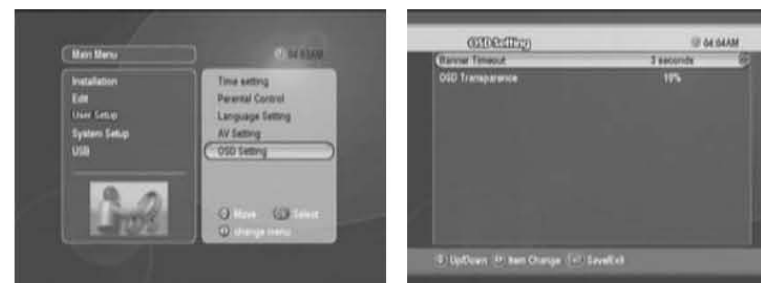 Main Menu
04:03AM
Installation
Edit
User Setup
System Setup
USB
Time setting
Parental Control
Language Setting
AV Setting
OSD Setting
Move OK Select
change menu
OSD Setting
04:04AM
Banner Timeout 3 seconds
OSD Transparence 10%
Up/Down Item Change Save/Exit